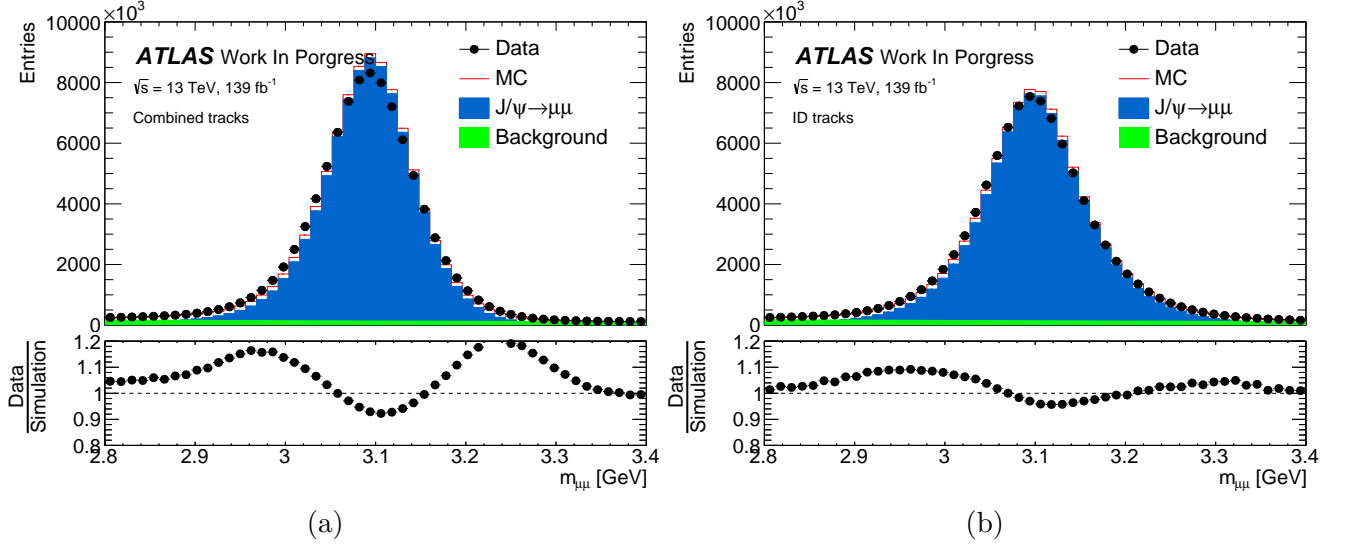 ×10³
10000
8000
6000
4000
2000
0
Entries
ATLAS Work In Porgress
√s = 13 TeV, 139 fb⁻¹
Combined tracks
Data
MC
J/ψ→μμ
Background
1.2
1.1
1
0.9
0.8
Data
Simulation
2.8 2.9 3 3.1 3.2 3.3 3.4
m_μμ [GeV]
(a)
×10³
10000
8000
6000
4000
2000
0
Entries
ATLAS Work In Porgress
√s = 13 TeV, 139 fb⁻¹
ID tracks
Data
MC
J/ψ→μμ
Background
1.2
1.1
1
0.9
0.8
Data
Simulation
2.8 2.9 3 3.1 3.2 3.3 3.4
m_μμ [GeV]
(b)